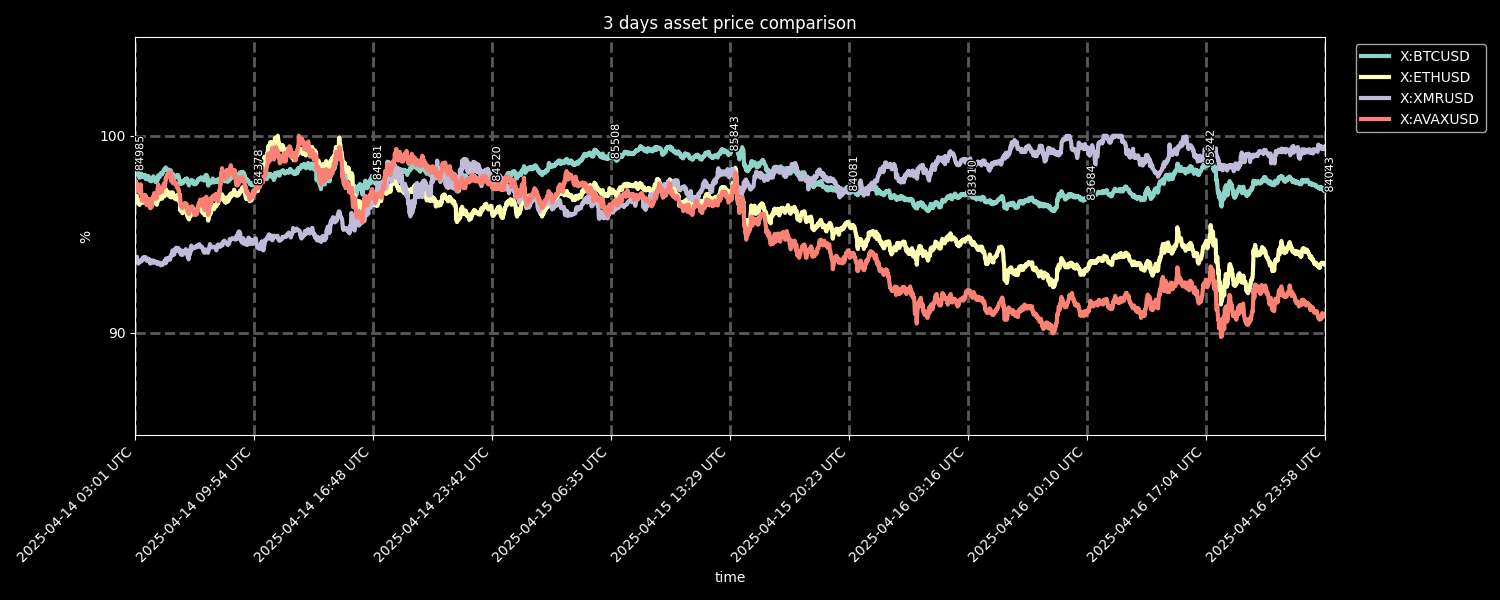 3 days asset price comparison
X:BTCUSD
X:ETHUSD
X:XMRUSD
X:AVAXUSD
%
100
90
84985
84378
84581
84520
85508
85843
84081
83910
83684
85242
84043
2025-04-14 03:01 UTC
2025-04-14 09:54 UTC
2025-04-14 16:48 UTC
2025-04-14 23:42 UTC
2025-04-15 06:35 UTC
2025-04-15 13:29 UTC
2025-04-15 20:23 UTC
2025-04-16 03:16 UTC
2025-04-16 10:10 UTC
2025-04-16 17:04 UTC
2025-04-16 23:58 UTC
time